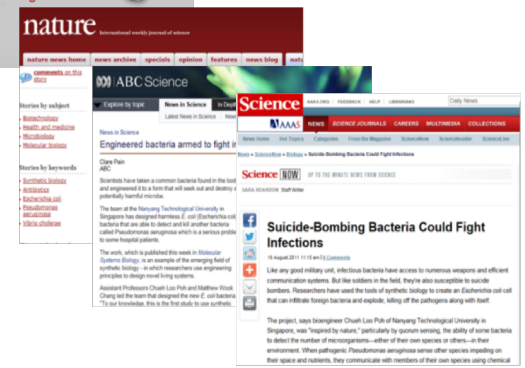 nature International weekly journal of science
nature news home news archive specials opinion features news blog
comments on this
story
Stories by subject
Biotechnology
Health and medicine
Microbiology
Molecular biology
Stories by keywords
Synthetic biology
Antibiotics
Escherichia coli
Pseudomonas
aeruginosa
Vibrio cholerae
ABC Science
Explore by topic News in Science In Dept
Latest News in Science
News in Science
Engineered bacteria armed to fight i
Clare Pain
ABC
Scientists have taken a common bacteria found in the
and engineered it to a form that will seek out and destroy a
potentially harmful microbe.
The team at the Nanyang Technological University in
Singapore has designed harmless E. coli (Escherichia coli
bacteria that are able to detect and kill another bacteria
called Pseudomonas aeruginosa which is a serious proble
to some hospital patients.
The work, which is published this week in Molecular
Systems Biology, is an example of the emerging field of
synthetic biology - in which researchers use engineering
principles to design novel living systems.
Assistant Professors Chueh Loo Poh and Matthew Wook
Chang led the team that designed the new E. coli bacteria
"To our knowledge, this is the first study to use synthetic
Science AAAS.ORG FEEDBACK HELP LIBRARIANS Daily News
AAAS NEWS SCIENCE JOURNALS CAREERS MULTIMEDIA COLLECTIONS
News Home Hot Topics Categories From the Magazine ScienceNow ScienceInsider ScienceLive
News » ScienceNow » Biology » Suicide-Bombing Bacteria Could Fight Infections
Science NOW UP TO THE MINUTE NEWS FROM SCIENCE
Staff Writer
Suicide-Bombing Bacteria Could Fight
Infections
16 August 2011 11:15 am Comments
Like any good military unit, infectious bacteria have access to numerous weapons and efficient
communication systems. But like soldiers in the field, they're also susceptible to suicide
bombers. Researchers have used the tools of synthetic biology to create an Escherichia coli cell
that can infiltrate foreign bacteria and explode, killing off the pathogens along with itself.
The project, says bioengineer Chueh Loo Poh of Nanyang Technological University in
Singapore, was "inspired by nature," particularly by quorum sensing, the ability of some bacteria
to detect the number of microorganisms—either of their own species or others—in their
environment. When pathogenic Pseudomonas aeruginosa sense other species impeding on
their space and nutrients, they communicate with members of their own species using chemical